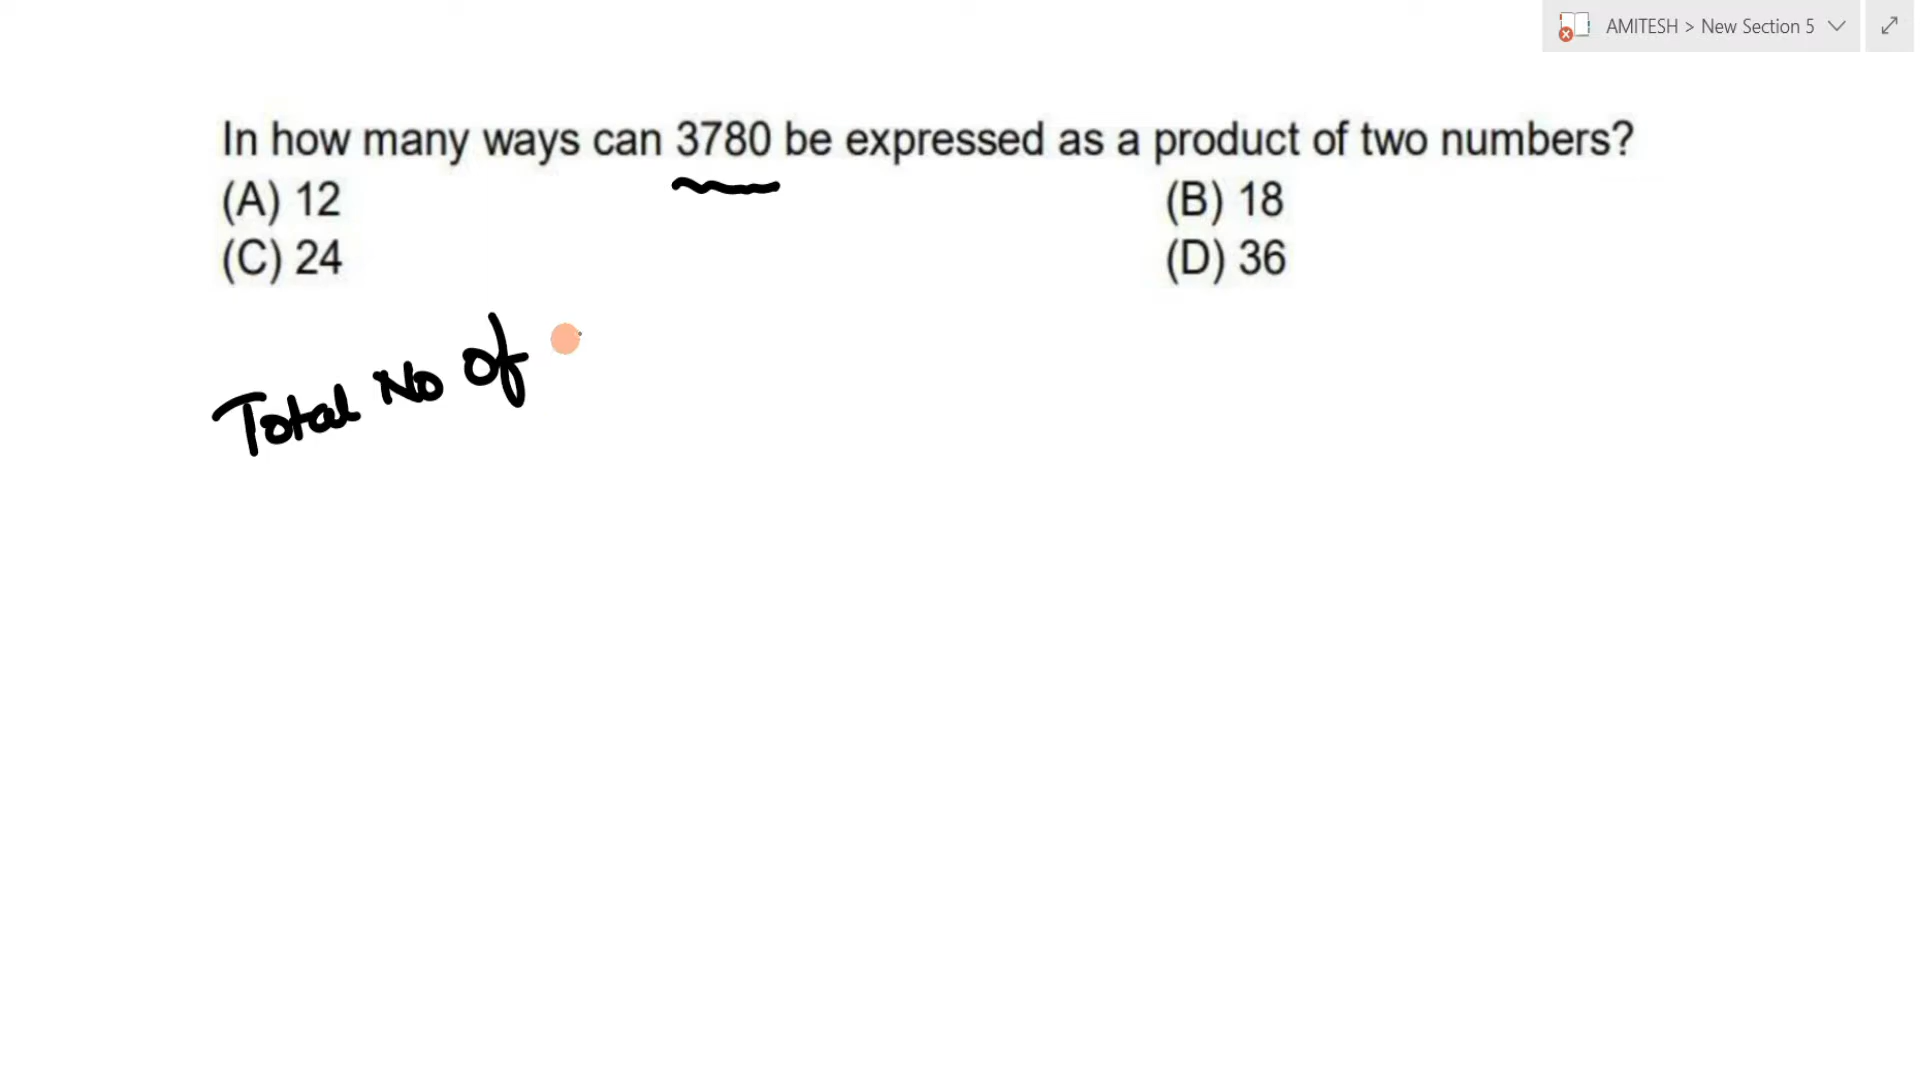 AMITESH > New Section 5
In how many ways can 3780 be expressed as a product of two numbers?
(A) 12 (B) 18
(C) 24 (D) 36
Total No of